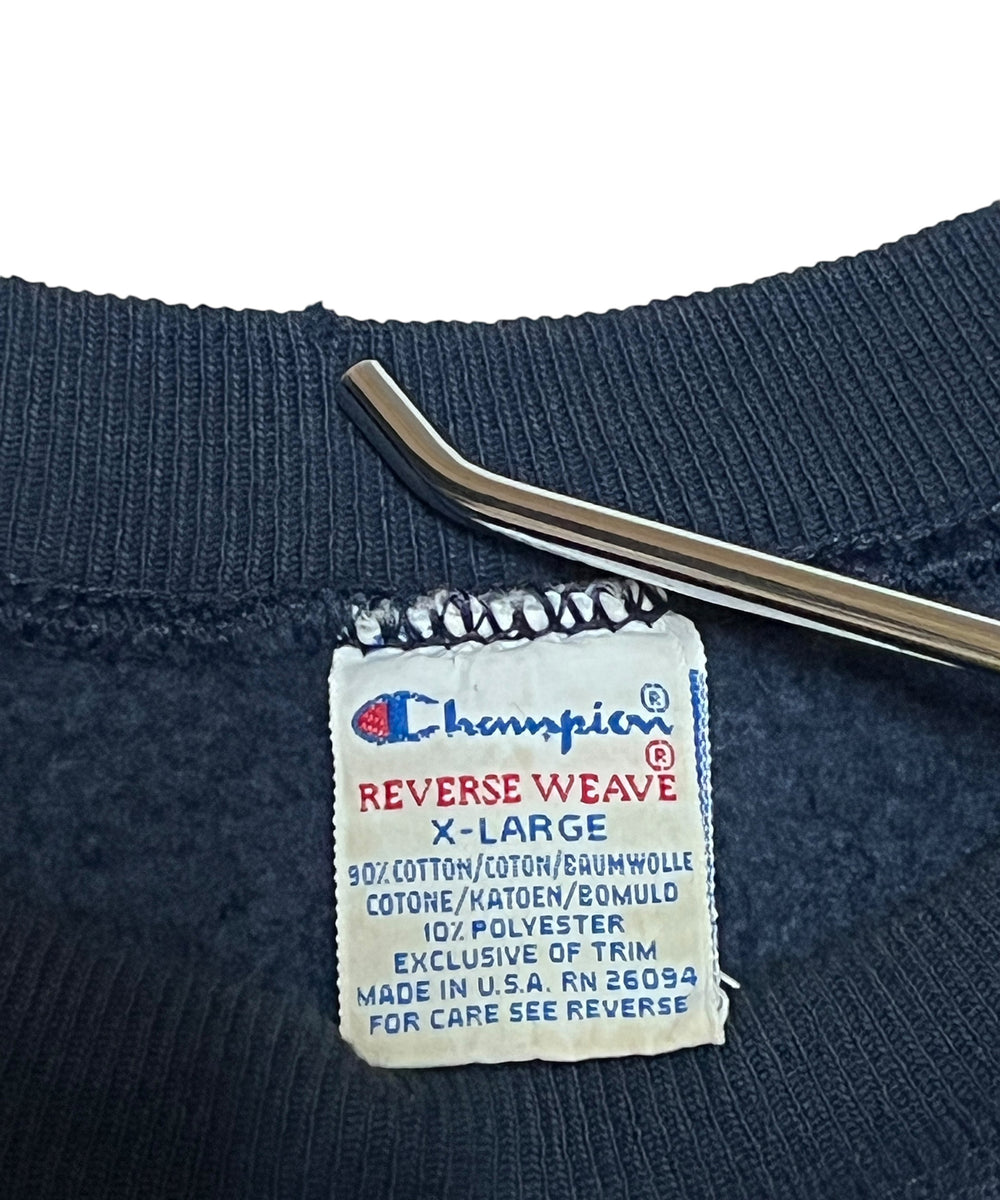 Champion®
REVERSE WEAVE®
X-LARGE
90% COTTON/COTON/BAUMWOLLE
COTONE/KATOEN/BOMULD
10% POLYESTER
EXCLUSIVE OF TRIM
MADE IN U.S.A. RN 26094
FOR CARE SEE REVERSE